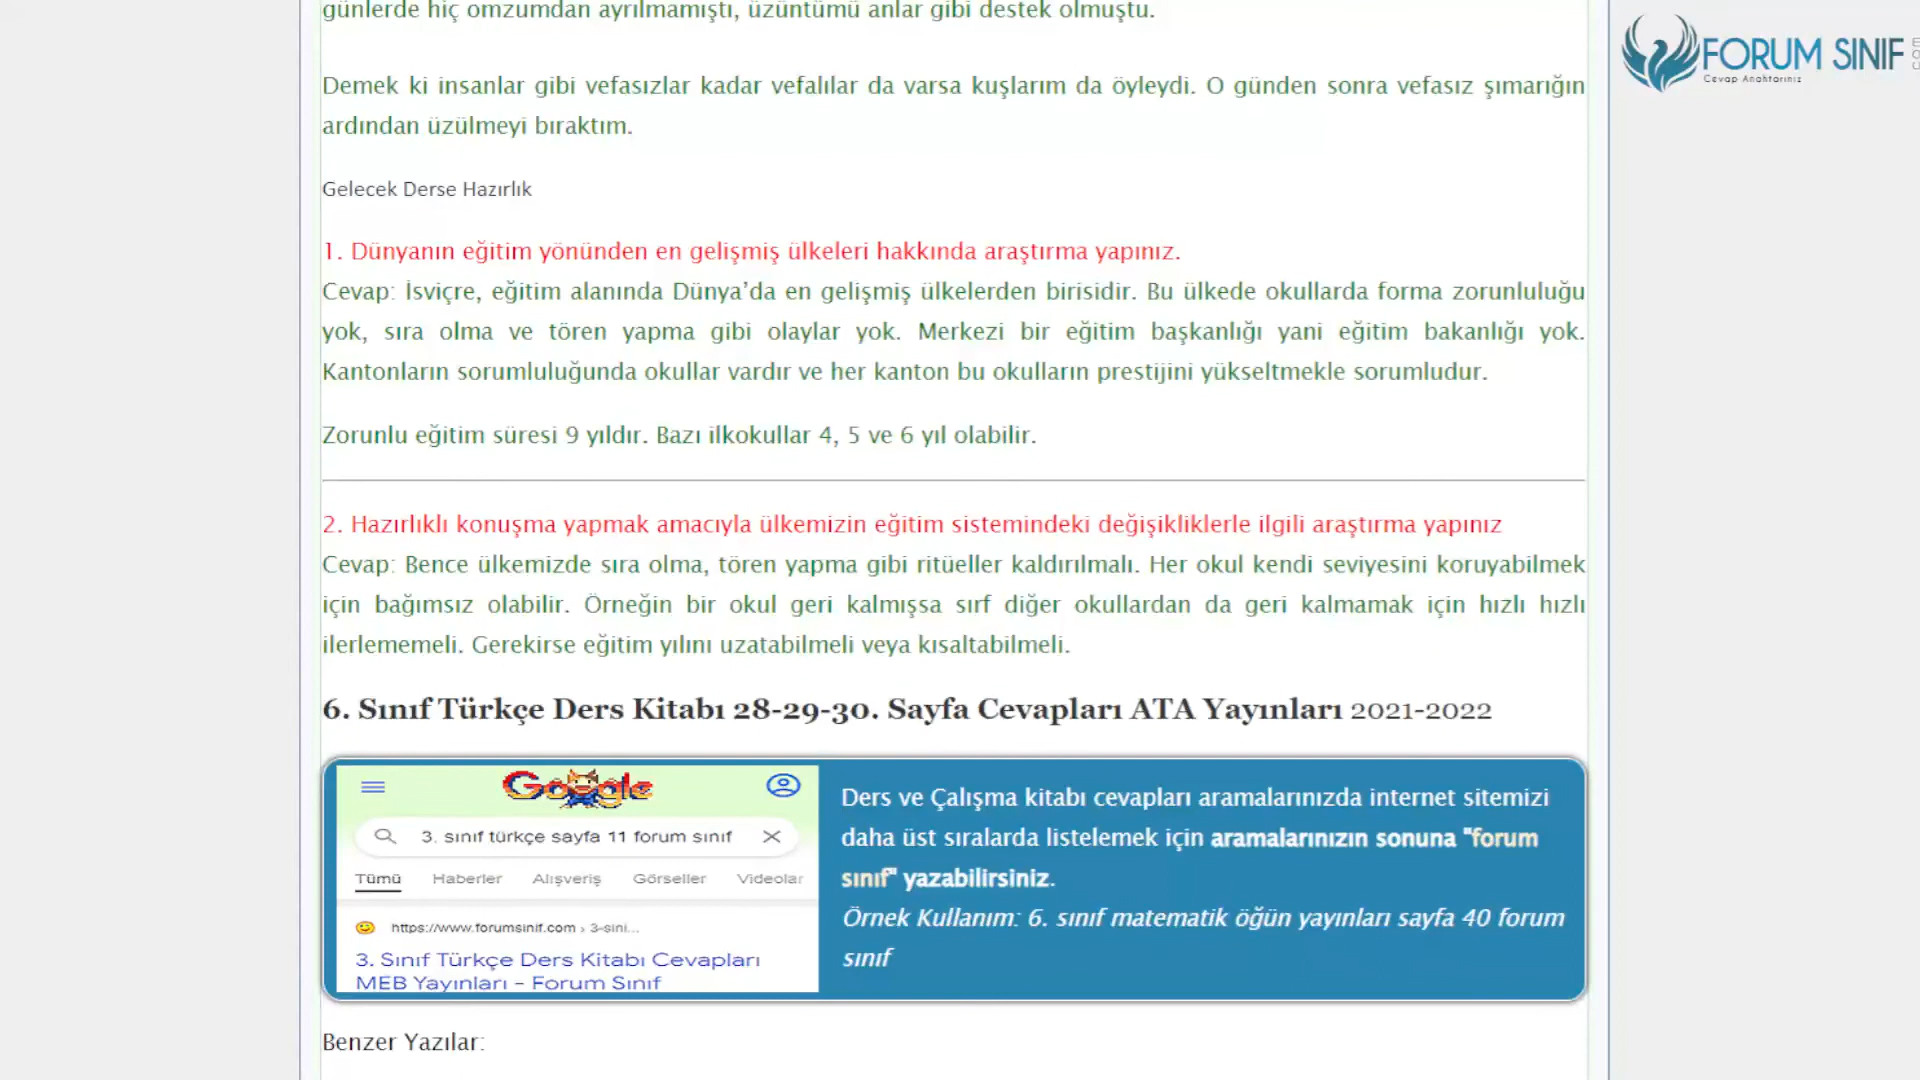 günlerde hiç omzumdan ayrılmamıştı, üzüntümü anlar gibi destek olmuştu.
FORUM SINIF
Cevap Anahtarınız
Demek ki insanlar gibi vefasızlar kadar vefalılar da varsa kuşlarım da öyleydi. O günden sonra vefasız şımarığın
ardından üzülmeyi bıraktım.
Gelecek Derse Hazırlık
1. Dünyanın eğitim yönünden en gelişmiş ülkeleri hakkında araştırma yapınız.
Cevap: İsviçre, eğitim alanında Dünya’da en gelişmiş ülkelerden birisidir. Bu ülkede okullarda forma zorunluluğu
yok, sıra olma ve tören yapma gibi olaylar yok. Merkezi bir eğitim başkanlığı yani eğitim bakanlığı yok.
Kantonların sorumluluğunda okullar vardır ve her kanton bu okulların prestijini yükseltmekle sorumludur.
Zorunlu eğitim süresi 9 yıldır. Bazı ilkokullar 4, 5 ve 6 yıl olabilir.
2. Hazırlıklı konuşma yapmak amacıyla ülkemizin eğitim sistemindeki değişikliklerle ilgili araştırma yapınız
Cevap: Bence ülkemizde sıra olma, tören yapma gibi ritüeller kaldırılmalı. Her okul kendi seviyesini koruyabilmek
için bağımsız olabilir. Örneğin bir okul geri kalmışsa sırf diğer okullardan da geri kalmamak için hızlı hızlı
ilerlememeli. Gerekirse eğitim yılını uzatabilmeli veya kısaltabilmeli.
6. Sınıf Türkçe Ders Kitabı 28-29-30. Sayfa Cevapları ATA Yayınları 2021-2022
Google
3. sınıf türkçe sayfa 11 forum sınıf
Tümü Haberler Alışveriş Görseller Videolar
https://www.forumsinif.com › 3-sini...
3. Sınıf Türkçe Ders Kitabı Cevapları
MEB Yayınları – Forum Sınıf
Ders ve Çalışma kitabı cevapları aramalarınızda internet sitemizi
daha üst sıralarda listelemek için aramalarınızın sonuna "forum
sınıf" yazabilirsiniz.
Örnek Kullanım: 6. sınıf matematik öğün yayınları sayfa 40 forum
sınıf
Benzer Yazılar: